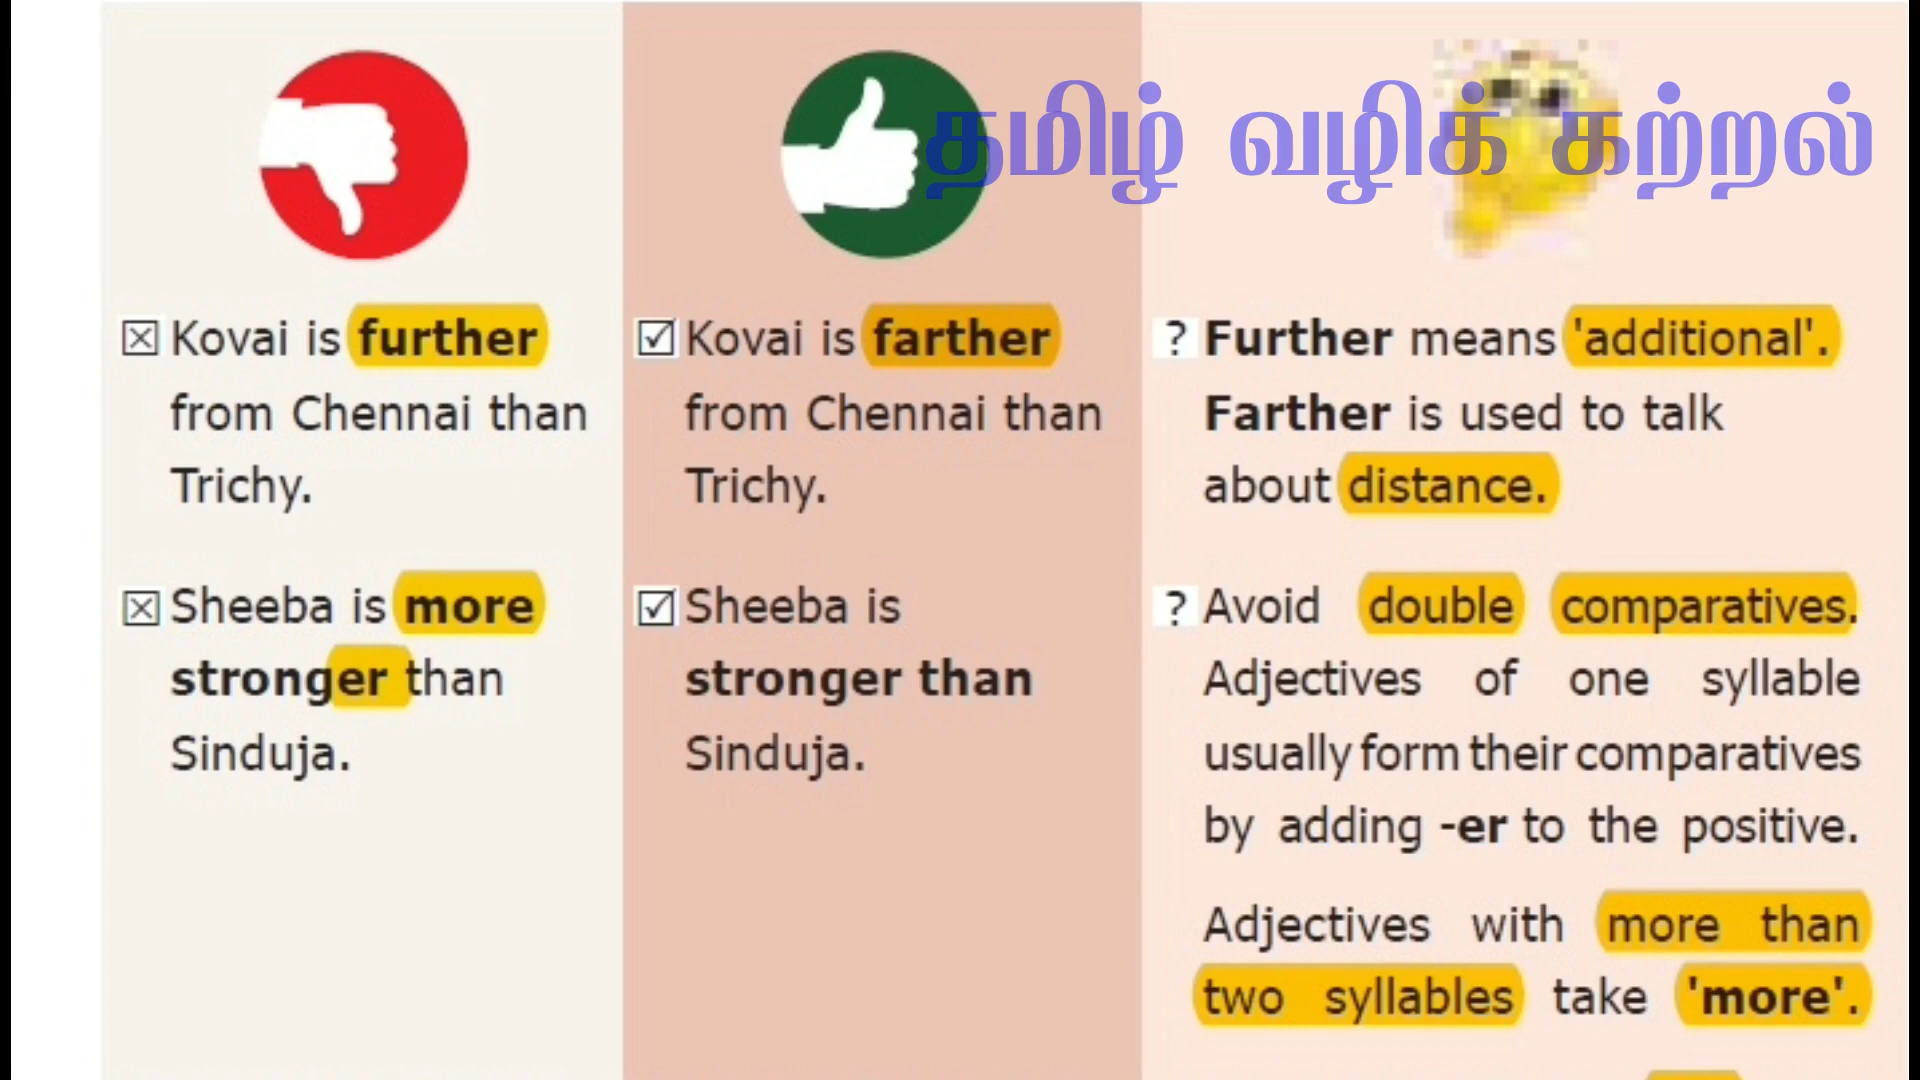 தமிழ் வழிக் கற்றல்
☒ Kovai is further
from Chennai than
Trichy.
☒ Sheeba is more
stronger than
Sinduja.
☑ Kovai is farther
from Chennai than
Trichy.
☑ Sheeba is
stronger than
Sinduja.
? Further means 'additional'.
Farther is used to talk
about distance.
? Avoid double comparatives.
Adjectives of one syllable
usually form their comparatives
by adding -er to the positive.
Adjectives with more than
two syllables take 'more'.